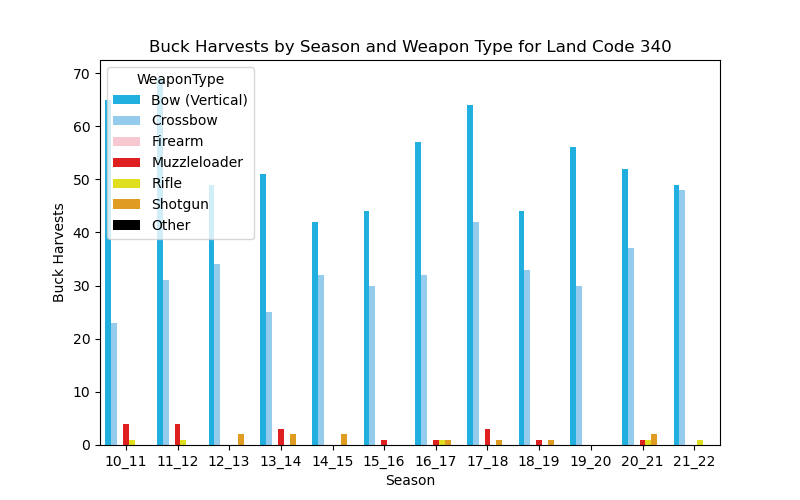 Buck Harvests by Season and Weapon Type for Land Code 340
WeaponType
Bow (Vertical)
Crossbow
Firearm
Muzzleloader
Rifle
Shotgun
Other
Buck Harvests
70
60
50
40
30
20
10
0
10_11 11_12 12_13 13_14 14_15 15_16 16_17 17_18 18_19 19_20 20_21 21_22
Season